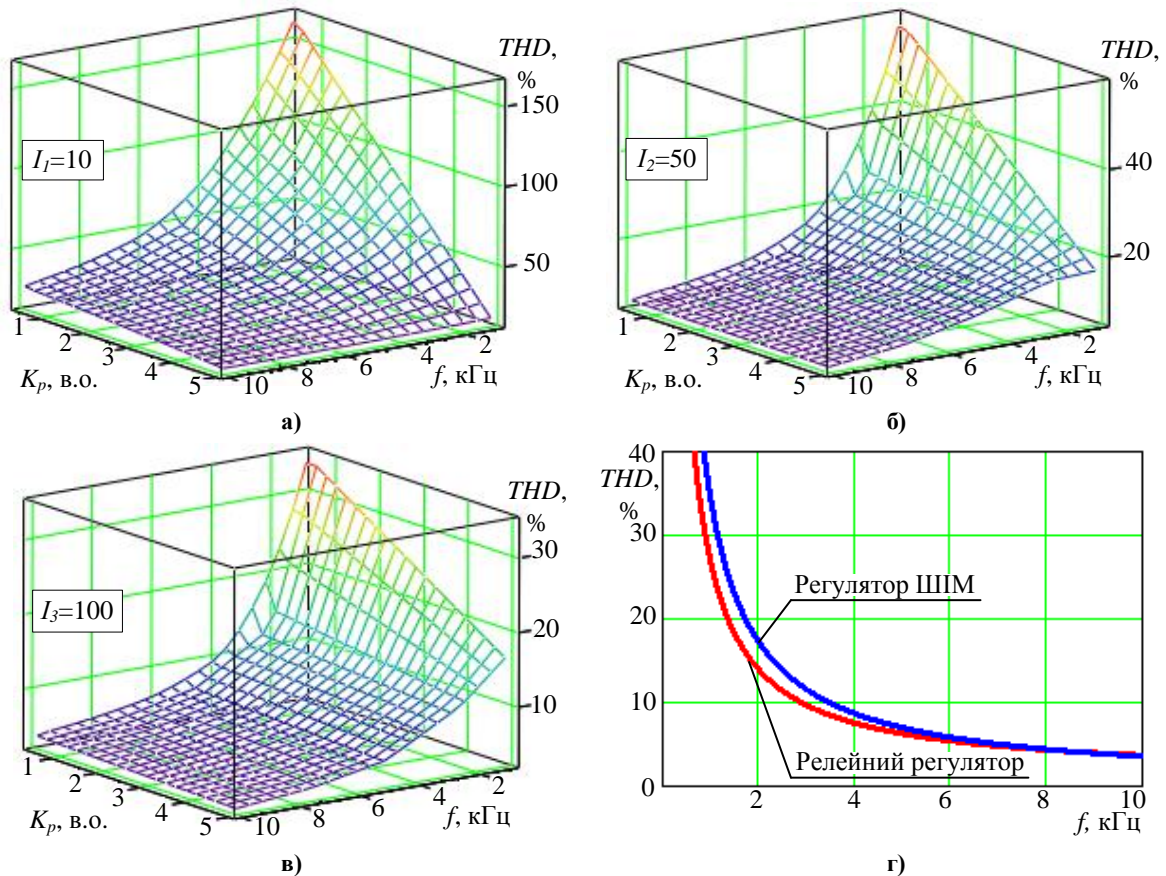 THD,
%
150
100
50
I₁=10
1
2
3
4
5
Kₚ, в.о.
10
8
6
4
2
f, кГц
а)
THD,
%
40
20
I₂=50
1
2
3
4
5
Kₚ, в.о.
10
8
6
4
2
f, кГц
б)
THD,
%
30
20
10
I₃=100
1
2
3
4
5
Kₚ, в.о.
10
8
6
4
2
f, кГц
в)
40
THD,
%
30
20
10
0
Регулятор ШІМ
Релейний регулятор
2
4
6
8
10
f, кГц
г)